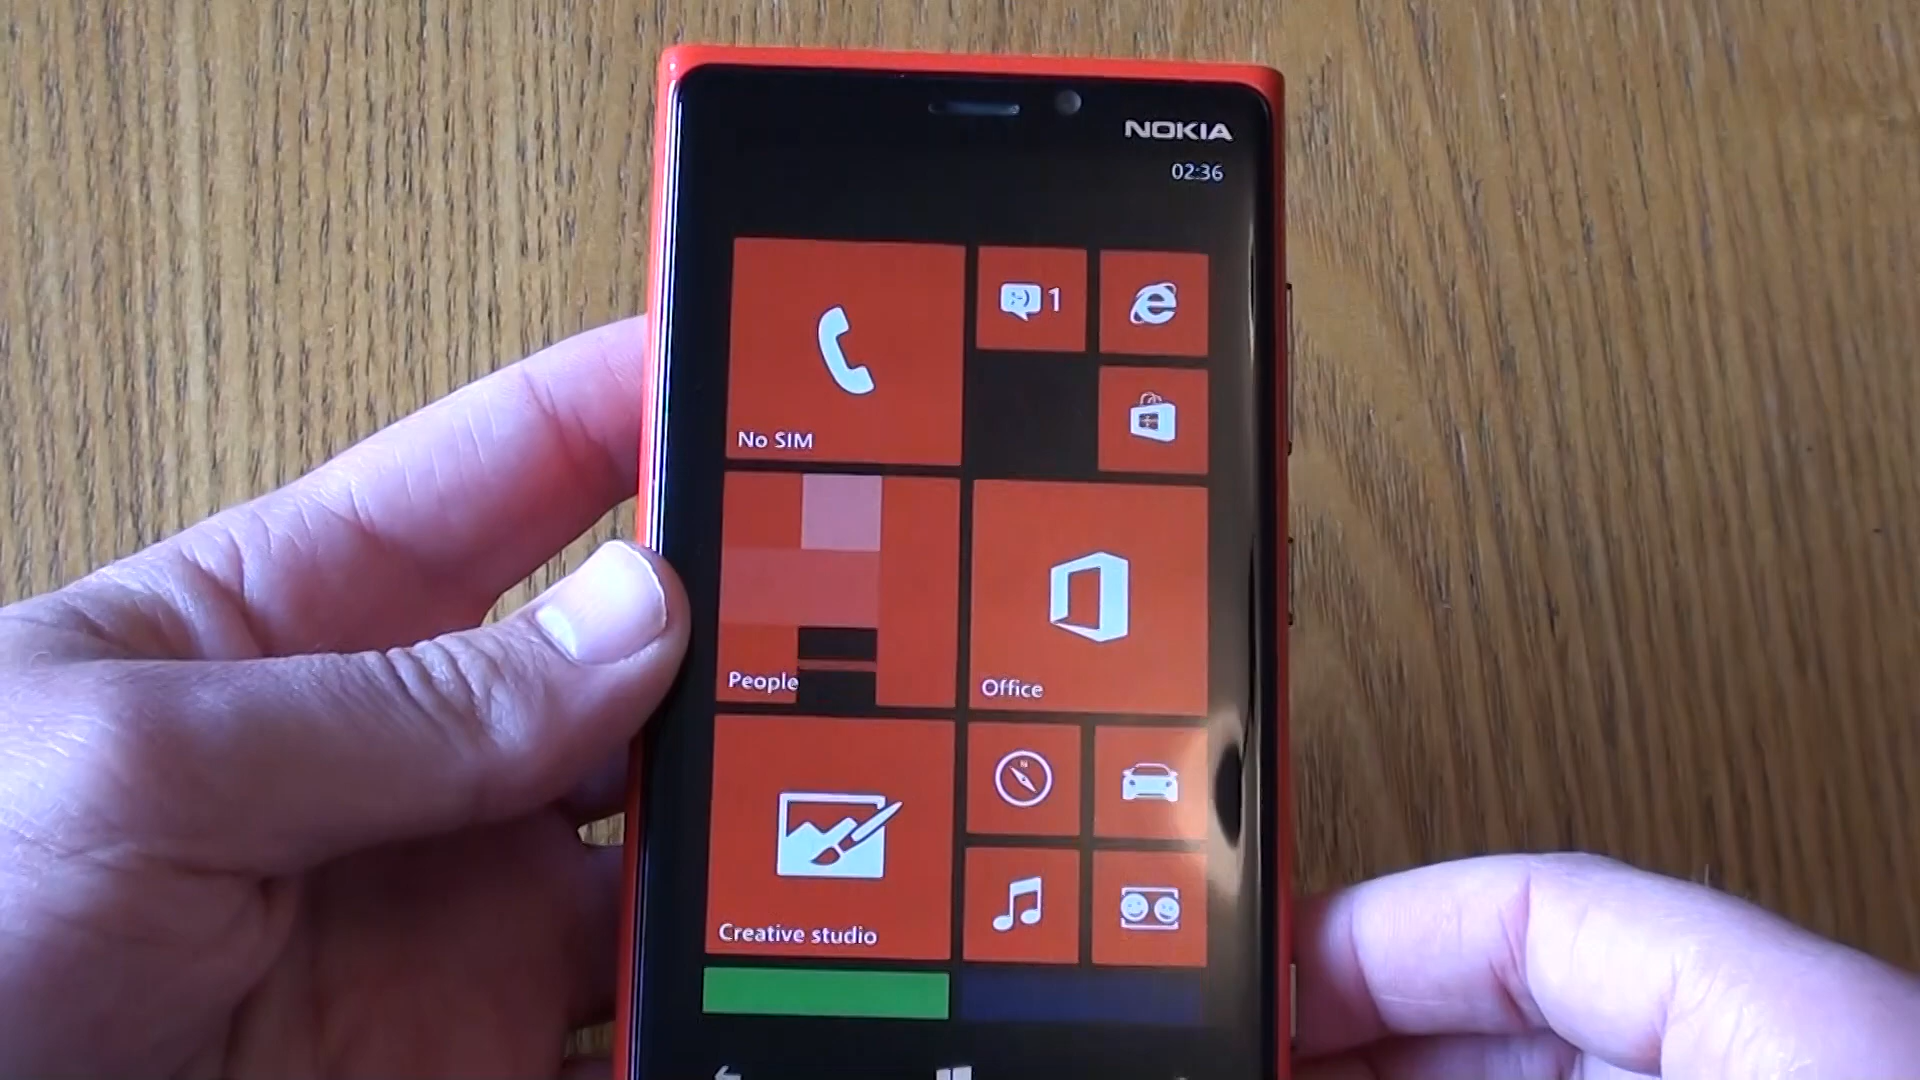 NOKIA
02:36
1
No SIM
People
Office
Creative studio